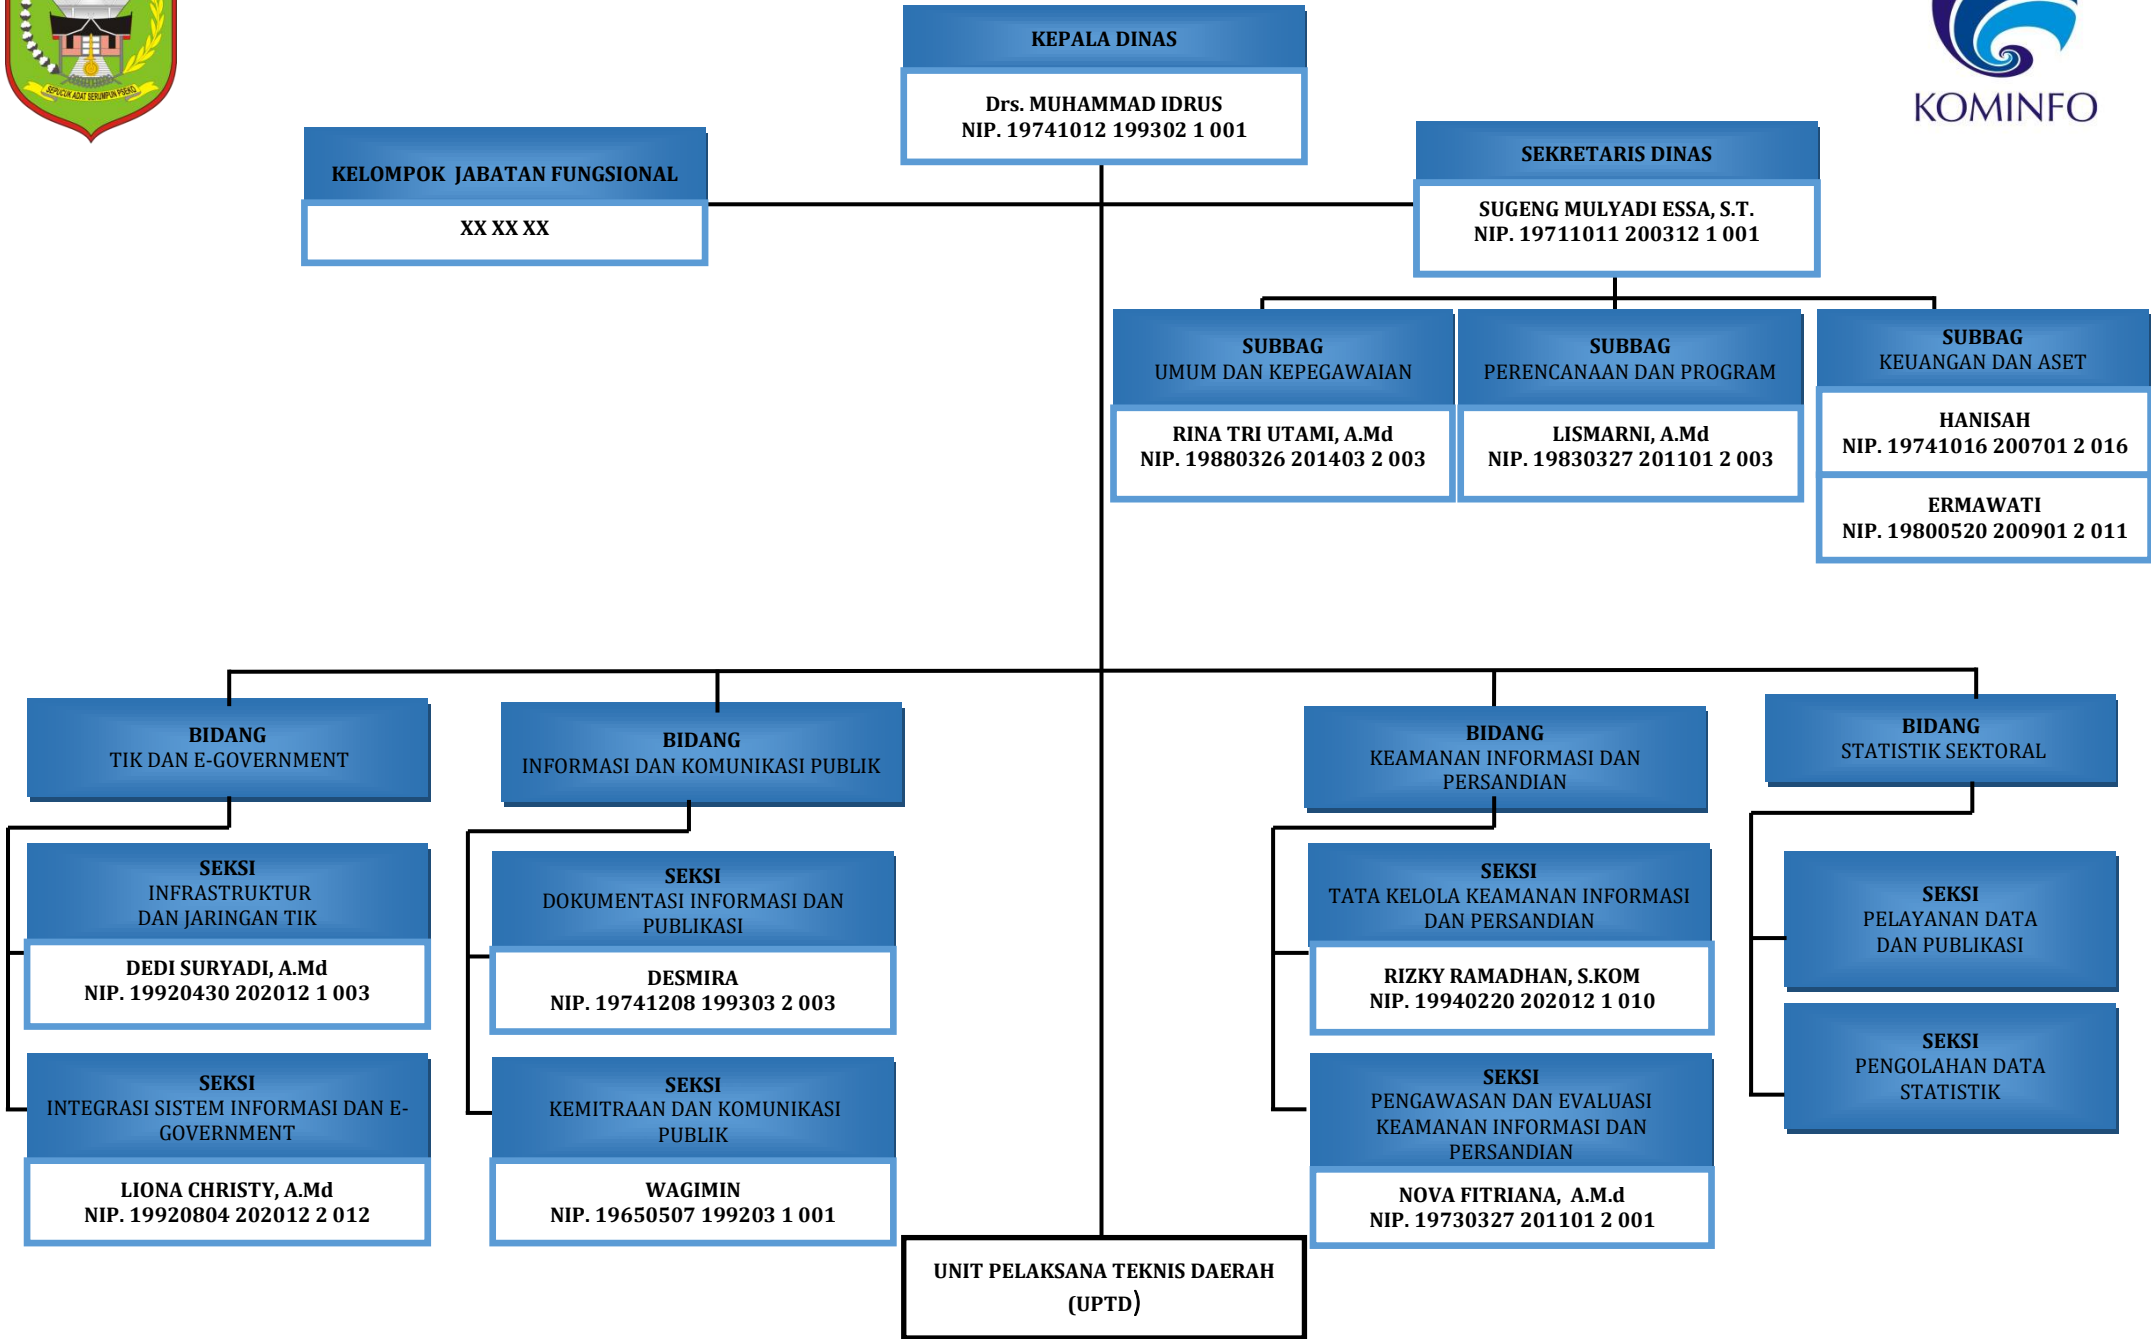 SEPUCUK ADAT SERUMPUN PSEKO
KEPALA DINAS
Drs. MUHAMMAD IDRUS
NIP. 19741012 199302 1 001
KOMINFO
KELOMPOK JABATAN FUNGSIONAL
XX XX XX
SEKRETARIS DINAS
SUGENG MULYADI ESSA, S.T.
NIP. 19711011 200312 1 001
SUBBAG
UMUM DAN KEPEGAWAIAN
RINA TRI UTAMI, A.Md
NIP. 19880326 201403 2 003
SUBBAG
PERENCANAAN DAN PROGRAM
LISMARNI, A.Md
NIP. 19830327 201101 2 003
SUBBAG
KEUANGAN DAN ASET
HANISAH
NIP. 19741016 200701 2 016
ERMAWATI
NIP. 19800520 200901 2 011
BIDANG
TIK DAN E-GOVERNMENT
SEKSI
INFRASTRUKTUR
DAN JARINGAN TIK
DEDI SURYADI, A.Md
NIP. 19920430 202012 1 003
SEKSI
INTEGRASI SISTEM INFORMASI DAN E-
GOVERNMENT
LIONA CHRISTY, A.Md
NIP. 19920804 202012 2 012
BIDANG
INFORMASI DAN KOMUNIKASI PUBLIK
SEKSI
DOKUMENTASI INFORMASI DAN
PUBLIKASI
DESMIRA
NIP. 19741208 199303 2 003
SEKSI
KEMITRAAN DAN KOMUNIKASI
PUBLIK
WAGIMIN
NIP. 19650507 199203 1 001
BIDANG
KEAMANAN INFORMASI DAN
PERSANDIAN
SEKSI
TATA KELOLA KEAMANAN INFORMASI
DAN PERSANDIAN
RIZKY RAMADHAN, S.KOM
NIP. 19940220 202012 1 010
SEKSI
PENGAWASAN DAN EVALUASI
KEAMANAN INFORMASI DAN
PERSANDIAN
NOVA FITRIANA, A.M.d
NIP. 19730327 201101 2 001
BIDANG
STATISTIK SEKTORAL
SEKSI
PELAYANAN DATA
DAN PUBLIKASI
SEKSI
PENGOLAHAN DATA
STATISTIK
UNIT PELAKSANA TEKNIS DAERAH
(UPTD)